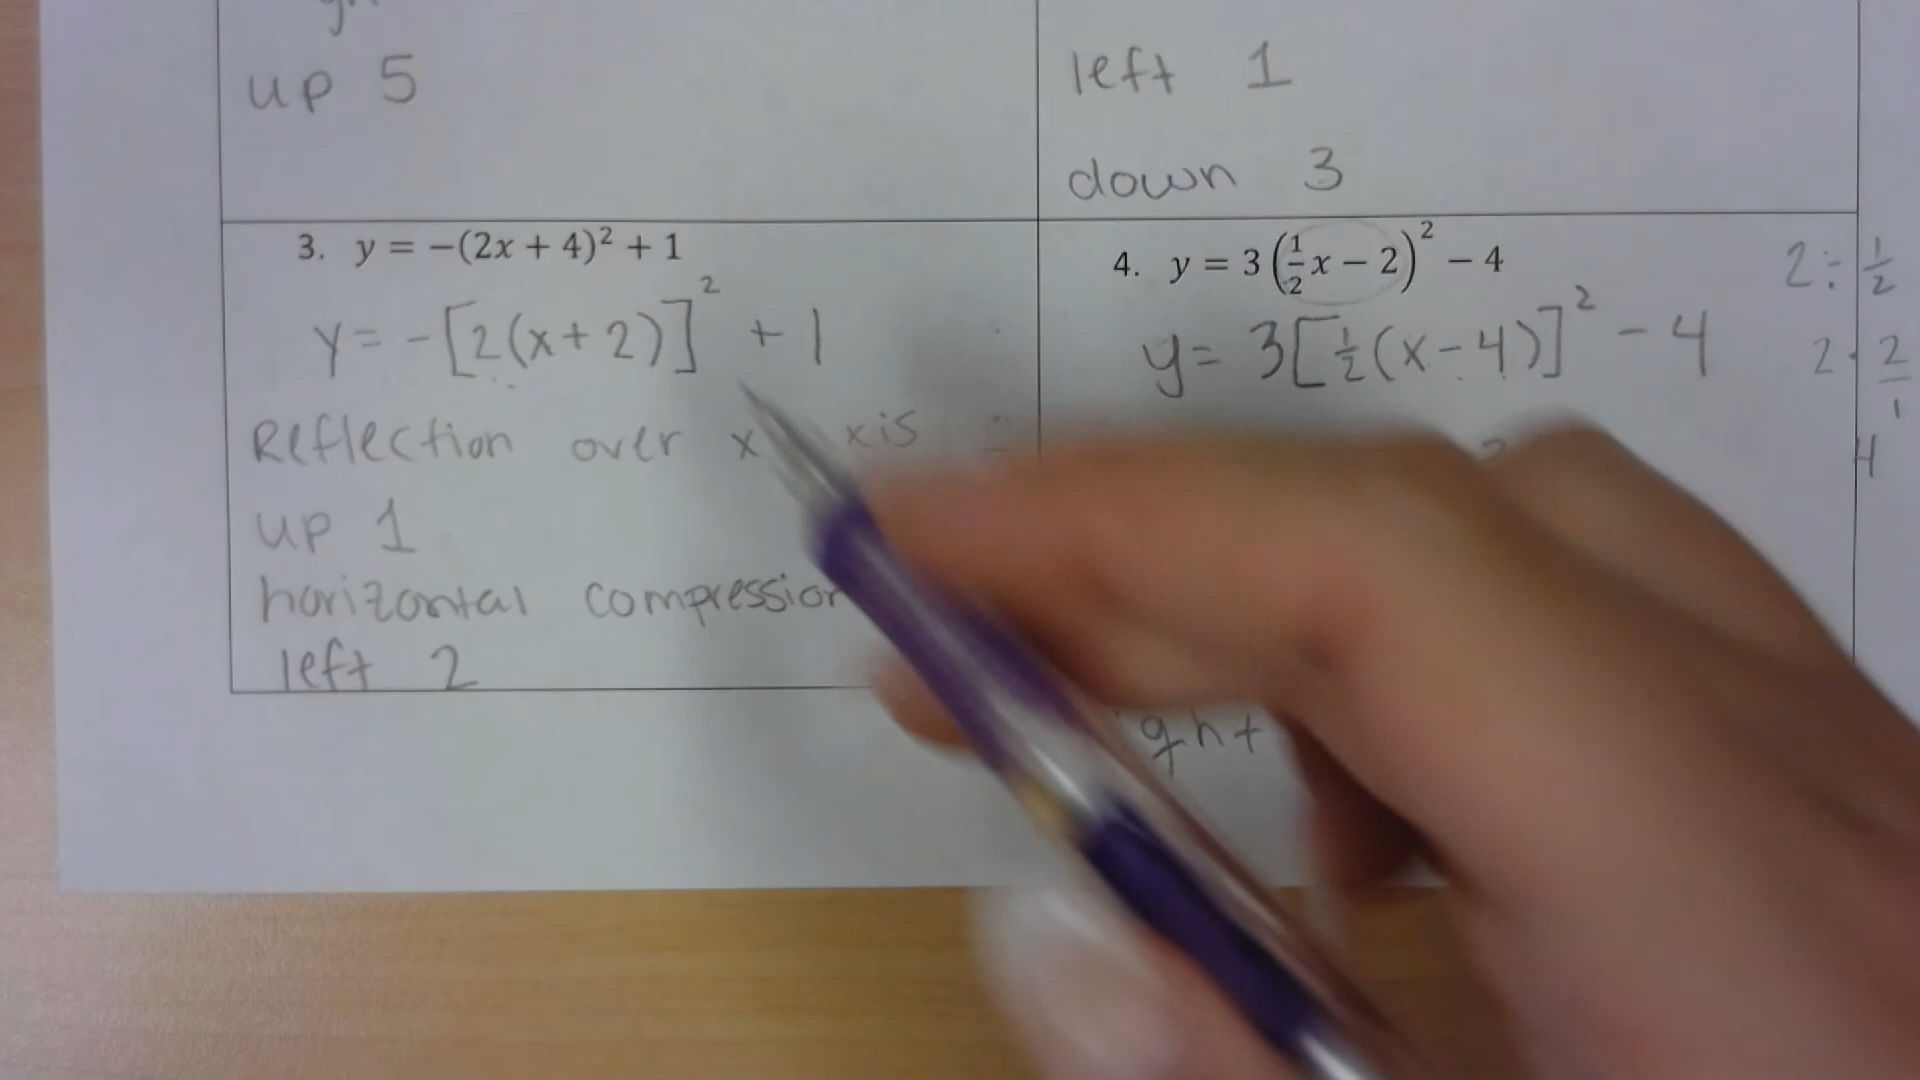 up 5
left 1
down 3
3. y = −(2x + 4)² + 1
y = -[2(x+2)]² + 1
Reflection over x xis
up 1
horizontal compression
left 2
4. y = 3(½x − 2)² − 4
y = 3[½(x-4)]² - 4
ght
2 ÷ 1/2
2 · 2/1
4